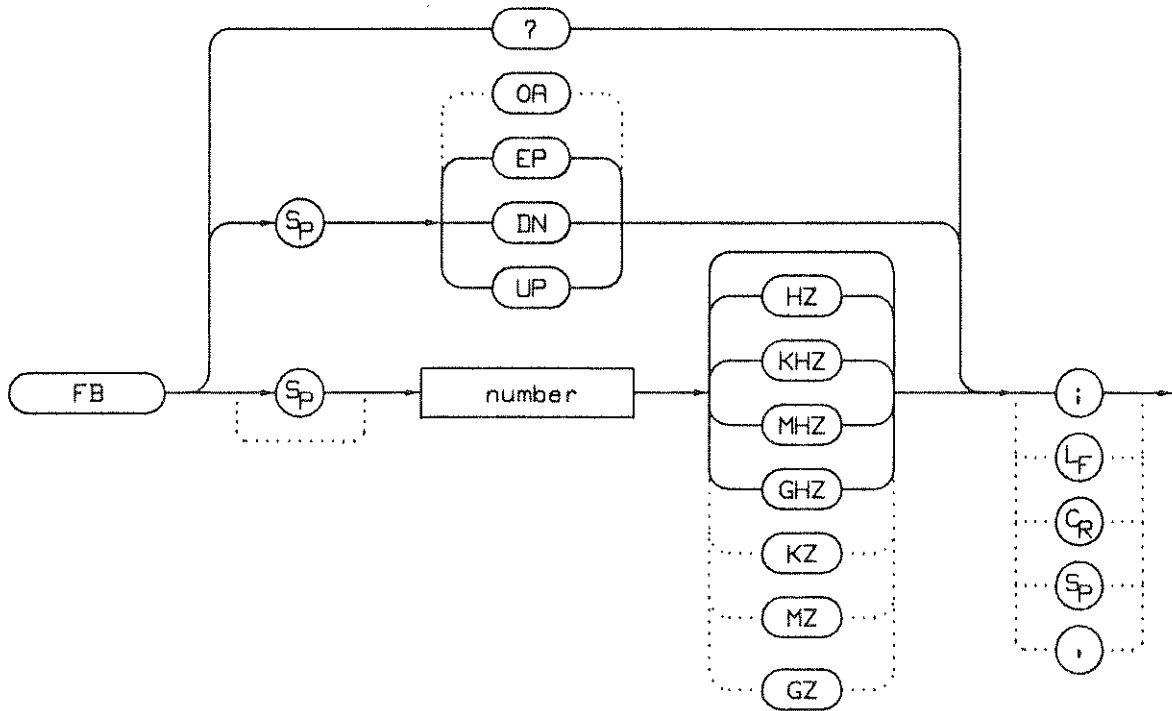 ?
OA
EP
SP
DN
UP
HZ
KHZ
FB
SP
number
;
MHZ
LF
GHZ
CR
KZ
SP
MZ
,
GZ